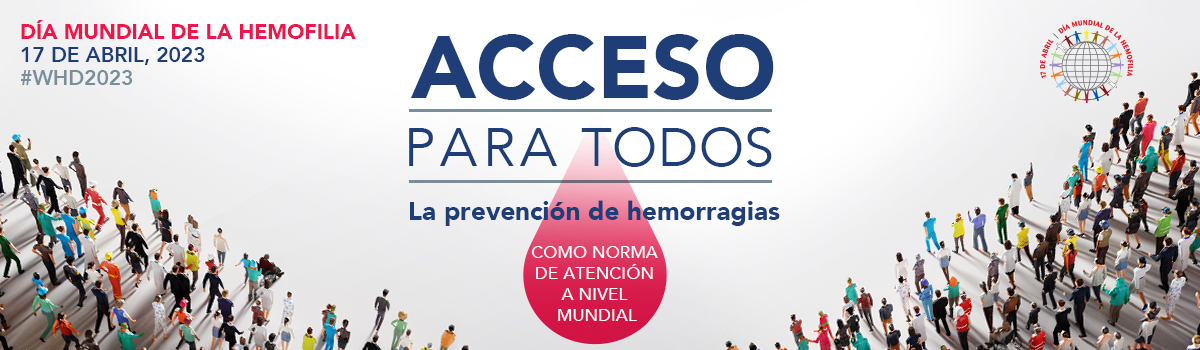 DÍA MUNDIAL DE LA HEMOFILIA
17 DE ABRIL, 2023
#WHD2023
ACCESO
PARA TODOS
La prevención de hemorragias
COMO NORMA
DE ATENCIÓN
A NIVEL
MUNDIAL
17 DE ABRIL | DÍA MUNDIAL DE LA HEMOFILIA